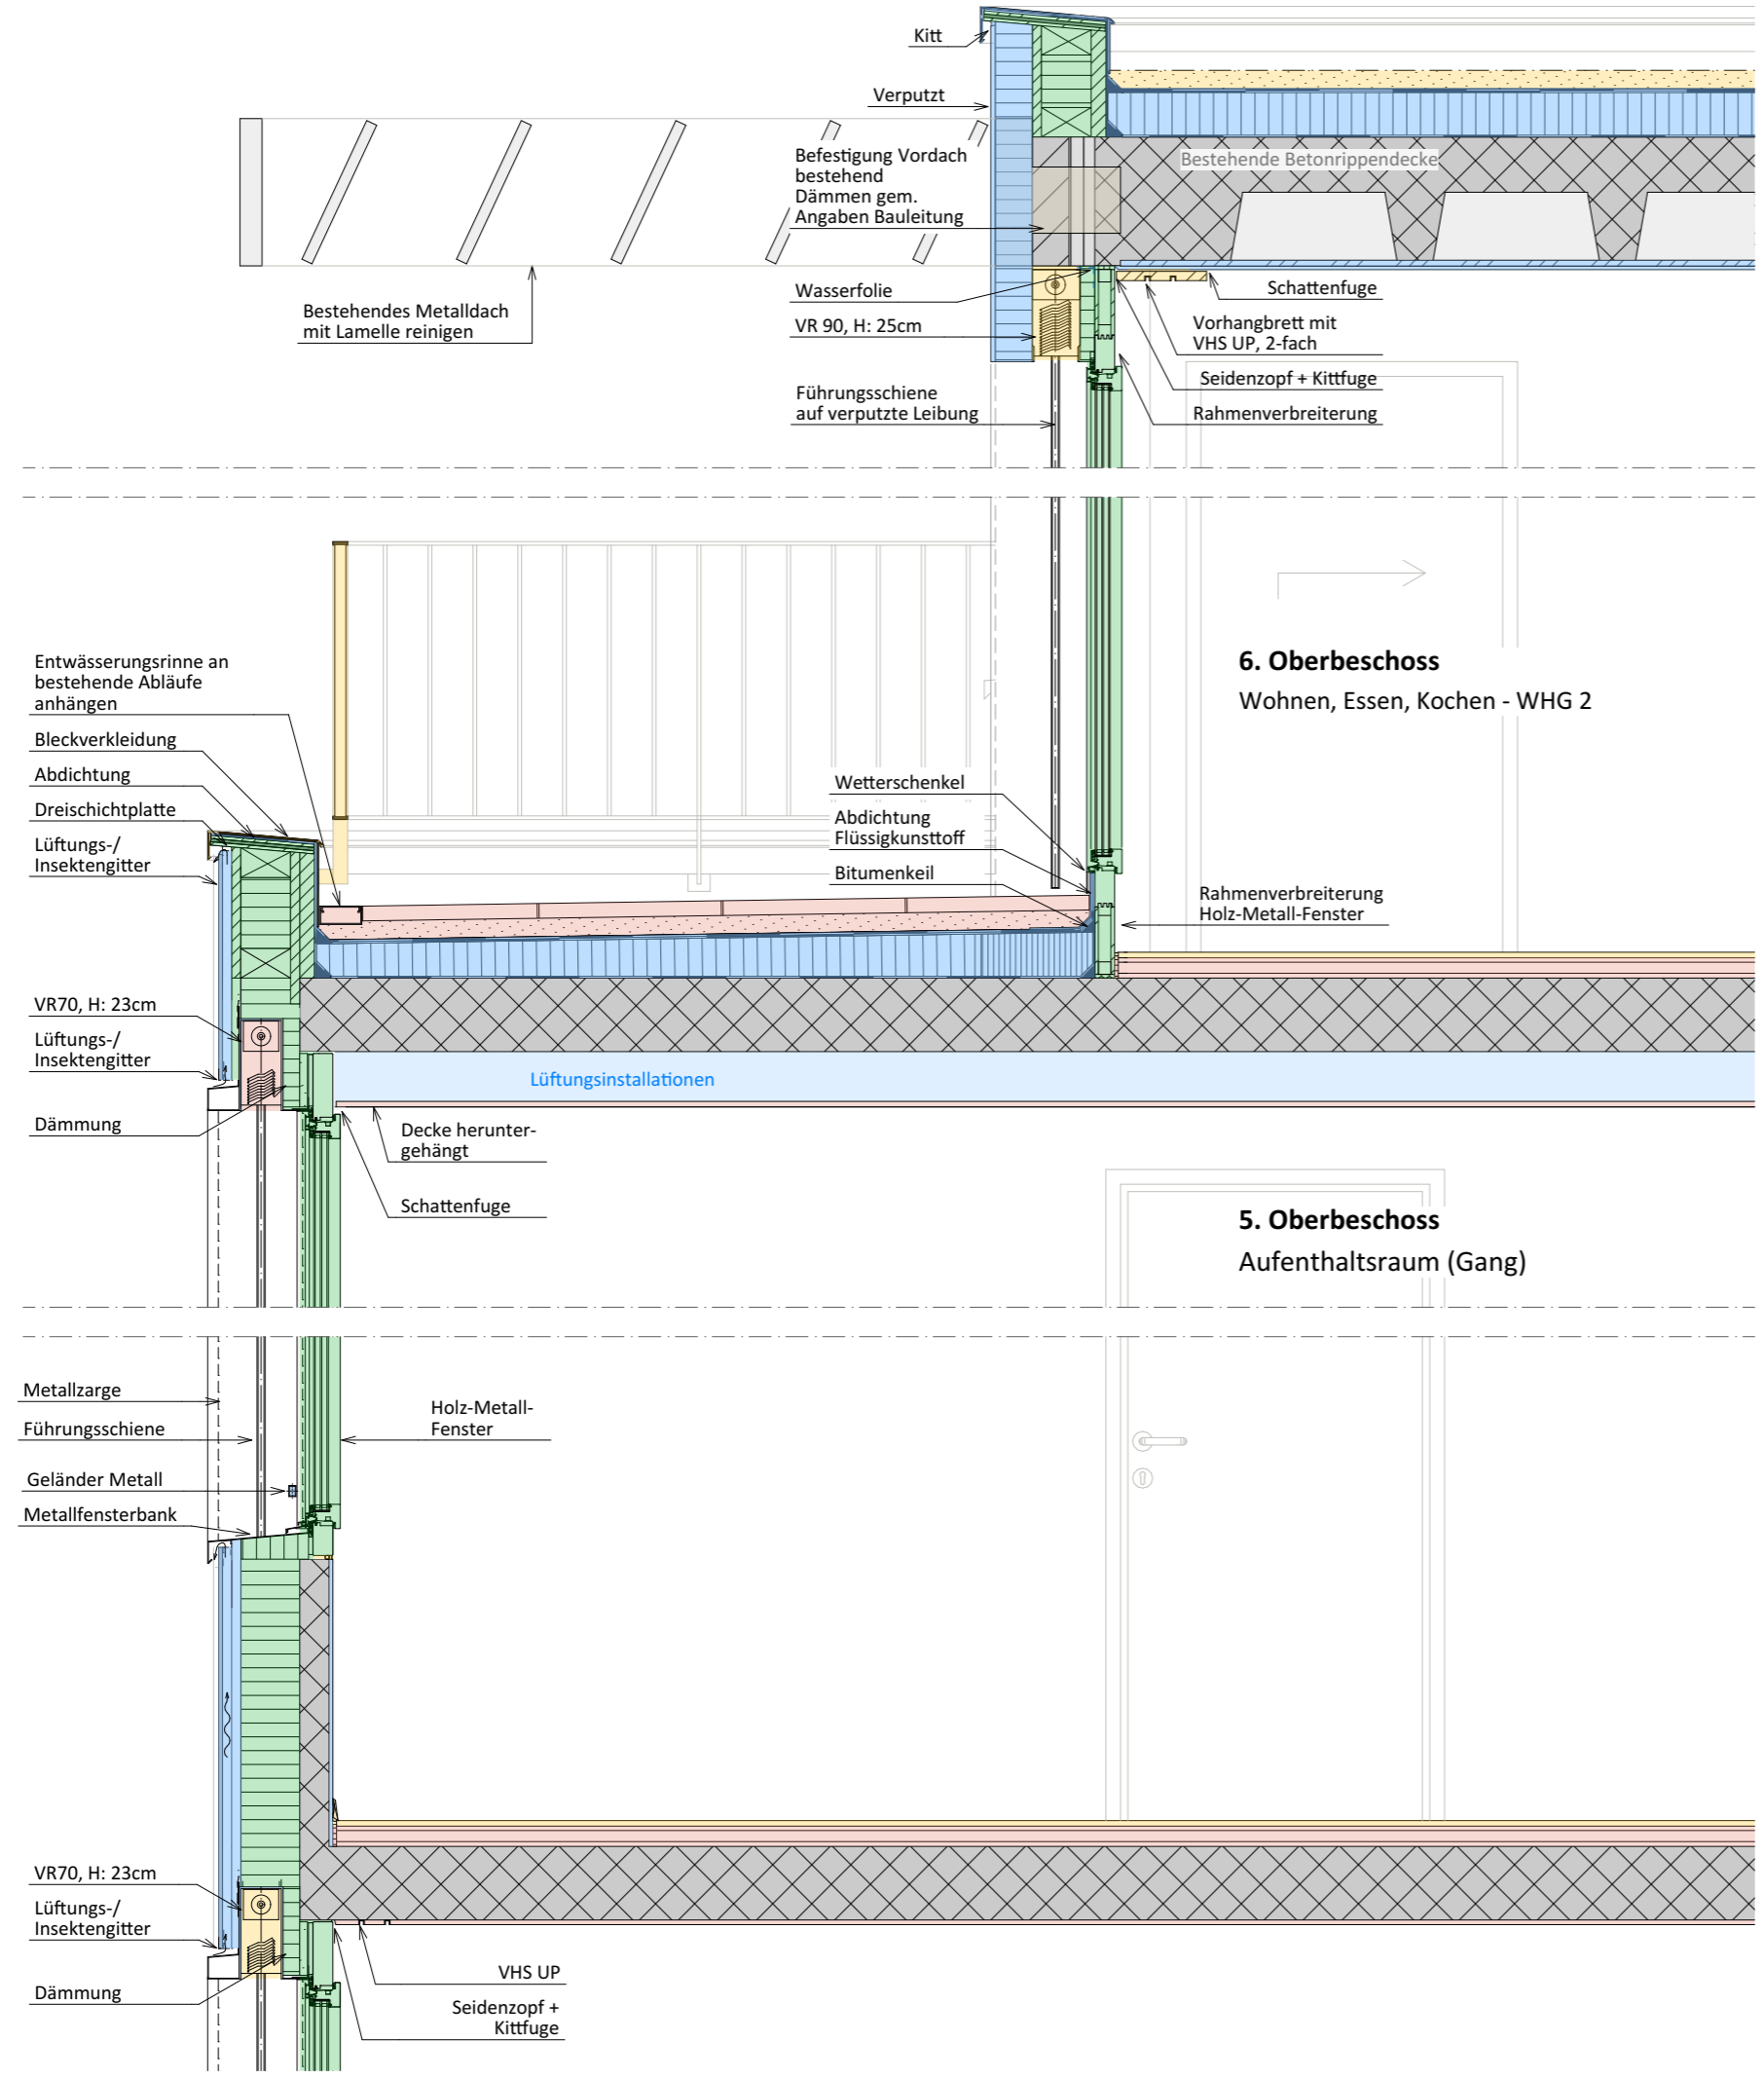 Kitt
Verputzt
Befestigung Vordach
bestehend
Dämmen gem.
Angaben Bauleitung
Bestehende Betonrippendecke
Wasserfolie
VR 90, H: 25cm
Bestehendes Metalldach
mit Lamelle reinigen
Schattenfuge
Vorhangbrett mit
VHS UP, 2-fach
Seidenzopf + Kittfuge
Rahmenverbreiterung
Führungsschiene
auf verputzte Leibung
6. Oberbeschoss
Wohnen, Essen, Kochen - WHG 2
Entwässerungsrinne an
bestehende Abläufe
anhängen
Bleckverkleidung
Abdichtung
Dreischichtplatte
Lüftungs-/
Insektengitter
Wetterschenkel
Abdichtung
Flüssigkunsttoff
Bitumenkeil
Rahmenverbreiterung
Holz-Metall-Fenster
VR70, H: 23cm
Lüftungs-/
Insektengitter
Dämmung
Lüftungsinstallationen
Decke herunter-
gehängt
Schattenfuge
5. Oberbeschoss
Aufenthaltsraum (Gang)
Metallzarge
Führungsschiene
Geländer Metall
Metallfensterbank
Holz-Metall-
Fenster
VR70, H: 23cm
Lüftungs-/
Insektengitter
Dämmung
VHS UP
Seidenzopf +
Kittfuge